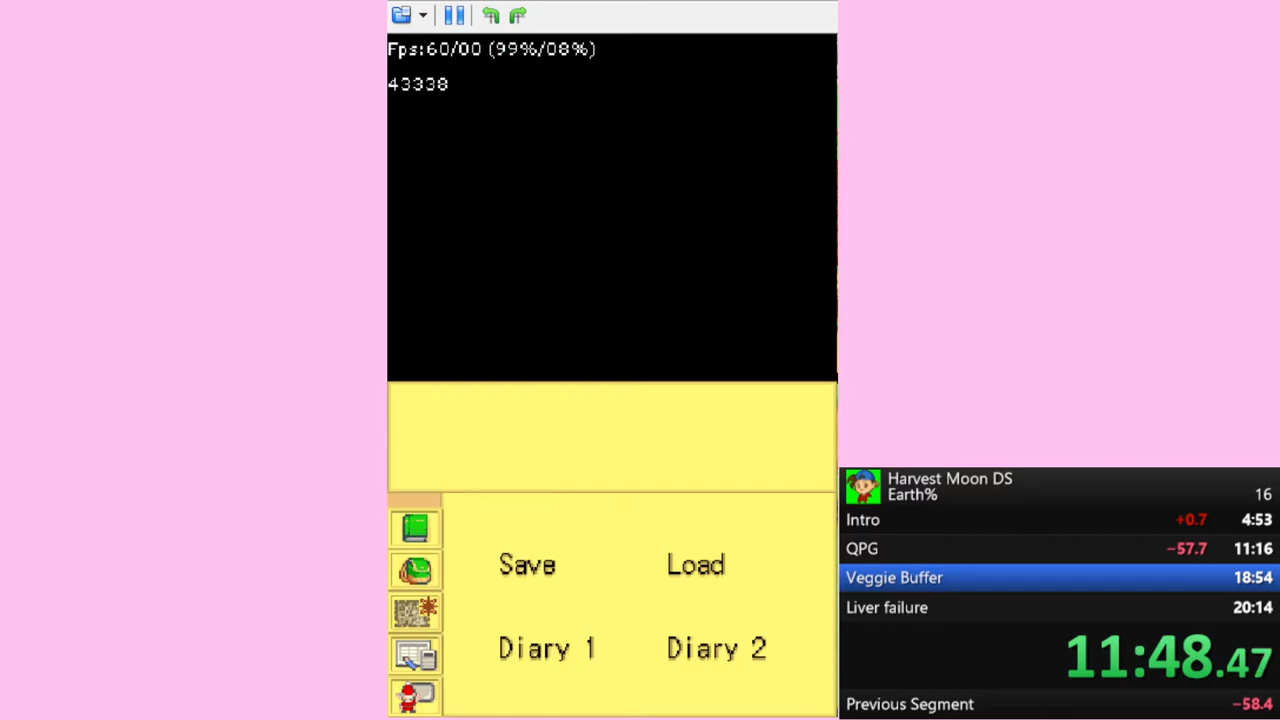 Fps:60/00 (99%/08%)
43338
Save Load
Diary 1 Diary 2
Harvest Moon DS
Earth% 16
Intro +0.7 4:53
QPG −57.7 11:16
Veggie Buffer 18:54
Liver failure 20:14
11:48.47
Previous Segment −58.4